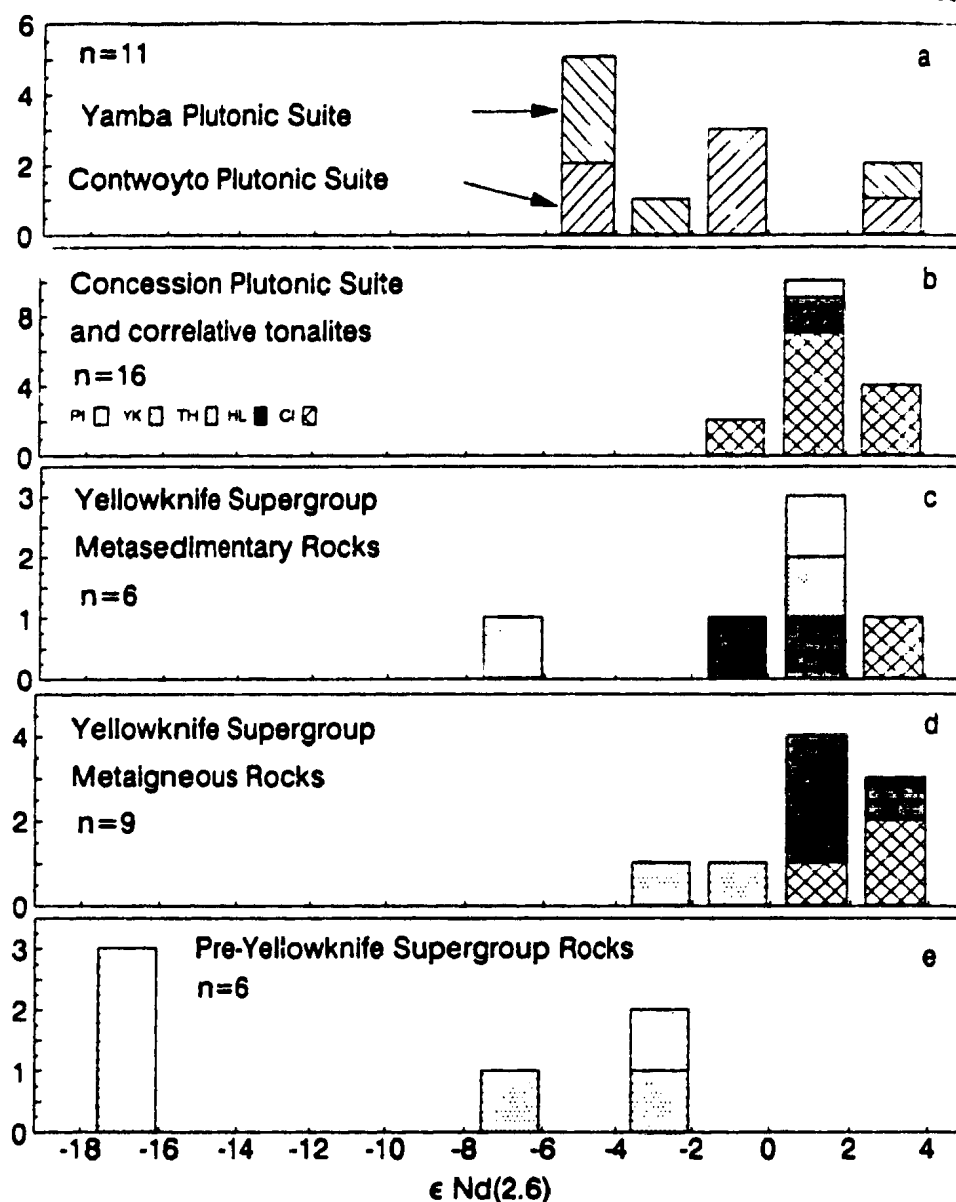 6
4
2
0
n=11
a
Yamba Plutonic Suite
Contwoyto Plutonic Suite
8
4
0
Concession Plutonic Suite
and correlative tonalites
n=16
b
PI YK TH HL CI
3
2
1
0
Yellowknife Supergroup
Metasedimentary Rocks
n=6
c
4
2
0
Yellowknife Supergroup
Metaigneous Rocks
n=9
d
3
2
1
0
Pre-Yellowknife Supergroup Rocks
n=6
e
-18 -16 -14 -12 -10 -8 -6 -4 -2 0 2 4
ϵ Nd(2.6)